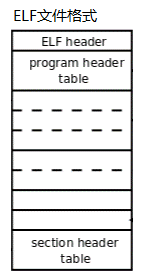 ELF文件格式
ELF header
program header
table
section header
table